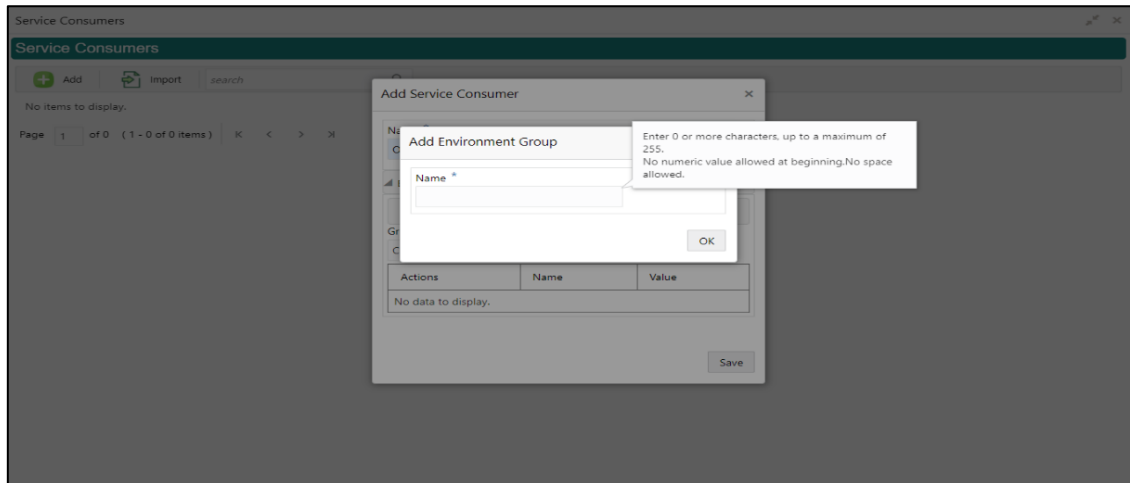 Service Consumers
Service Consumers
Add Import search
No items to display.
Page 1 of 0 (1 - 0 of 0 items)
Add Service Consumer
Add Environment Group
Name *
Enter 0 or more characters, up to a maximum of
255.
No numeric value allowed at beginning.No space
allowed.
OK
Actions Name Value
No data to display.
Save